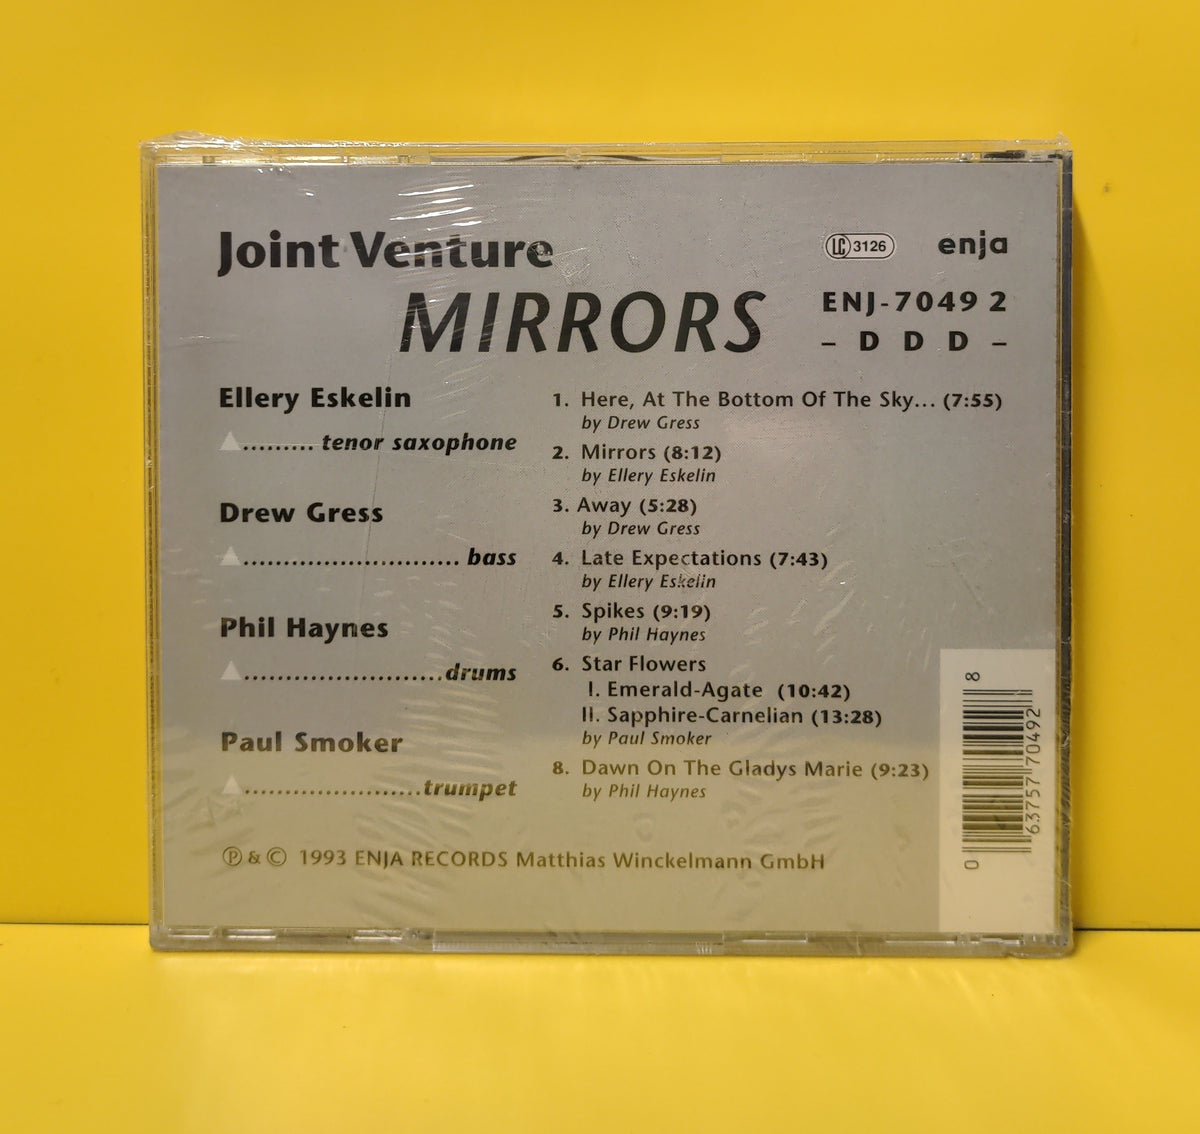 Joint Venture
MIRRORS
LC 3126
enja
ENJ-7049 2
– D D D –
Ellery Eskelin
......... tenor saxophone
Drew Gress
.......................... bass
Phil Haynes
........................drums
Paul Smoker
.....................trumpet
1. Here, At The Bottom Of The Sky... (7:55)
by Drew Gress
2. Mirrors (8:12)
by Ellery Eskelin
3. Away (5:28)
by Drew Gress
4. Late Expectations (7:43)
by Ellery Eskelin
5. Spikes (9:19)
by Phil Haynes
6. Star Flowers
I. Emerald-Agate (10:42)
II. Sapphire-Carnelian (13:28)
by Paul Smoker
8. Dawn On The Gladys Marie (9:23)
by Phil Haynes
℗ & © 1993 ENJA RECORDS Matthias Winckelmann GmbH
0 63757 70492 8